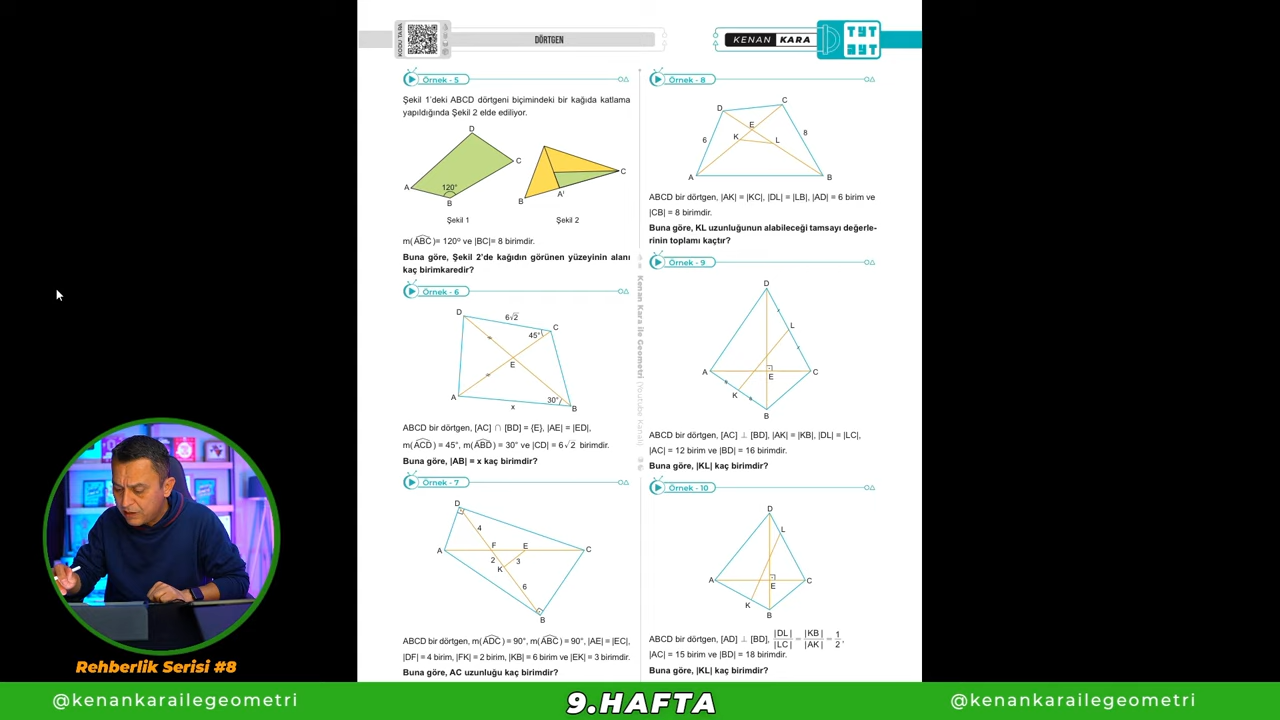 KODU TARA
DÖRTGEN
KENAN KARA
TYT
AYT
Örnek - 5
Şekil 1'deki ABCD dörtgeni biçimindeki bir kağıda katlama
yapıldığında Şekil 2 elde ediliyor.
D
A
C
120°
B
Şekil 1
C
B
A'
Şekil 2
m(ABC)= 120° ve |BC|= 8 birimdir.
Buna göre, Şekil 2'de kağıdın görünen yüzeyinin alanı
kaç birimkaredir?
Örnek - 6
D
6√2
C
45°
E
A
x
30°
B
ABCD bir dörtgen, [AC] ∩ [BD] = {E}, |AE| = |ED|,
m(ACD) = 45°, m(ABD) = 30° ve |CD| = 6√2 birimdir.
Buna göre, |AB| = x kaç birimdir?
Örnek - 7
D
4
A
F
E
C
2
3
K
6
B
ABCD bir dörtgen, m(ADC) = 90°, m(ABC) = 90°, |AE| = |EC|,
|DF| = 4 birim, |FK| = 2 birim, |KB| = 6 birim ve |EK| = 3 birimdir.
Buna göre, AC uzunluğu kaç birimdir?
Kenan Kara ile Geometri [Youtube Kanalı]
Örnek - 8
D
C
E
K
L
6
8
A
B
ABCD bir dörtgen, |AK| = |KC|, |DL| = |LB|, |AD| = 6 birim ve
|CB| = 8 birimdir.
Buna göre, KL uzunluğunun alabileceği tamsayı değerle-
rinin toplamı kaçtır?
Örnek - 9
D
L
A
E
C
K
B
ABCD bir dörtgen, [AC] ⊥ [BD], |AK| = |KB|, |DL| = |LC|,
|AC| = 12 birim ve |BD| = 16 birimdir.
Buna göre, |KL| kaç birimdir?
Örnek - 10
D
L
A
E
C
K
B
ABCD bir dörtgen, [AD] ⊥ [BD], |DL|/|LC| = |KB|/|AK| = 1/2,
|AC| = 15 birim ve |BD| = 18 birimdir.
Buna göre, |KL| kaç birimdir?
Rehberlik Serisi #8
@kenankarailegeometri
9.HAFTA
@kenankarailegeometri